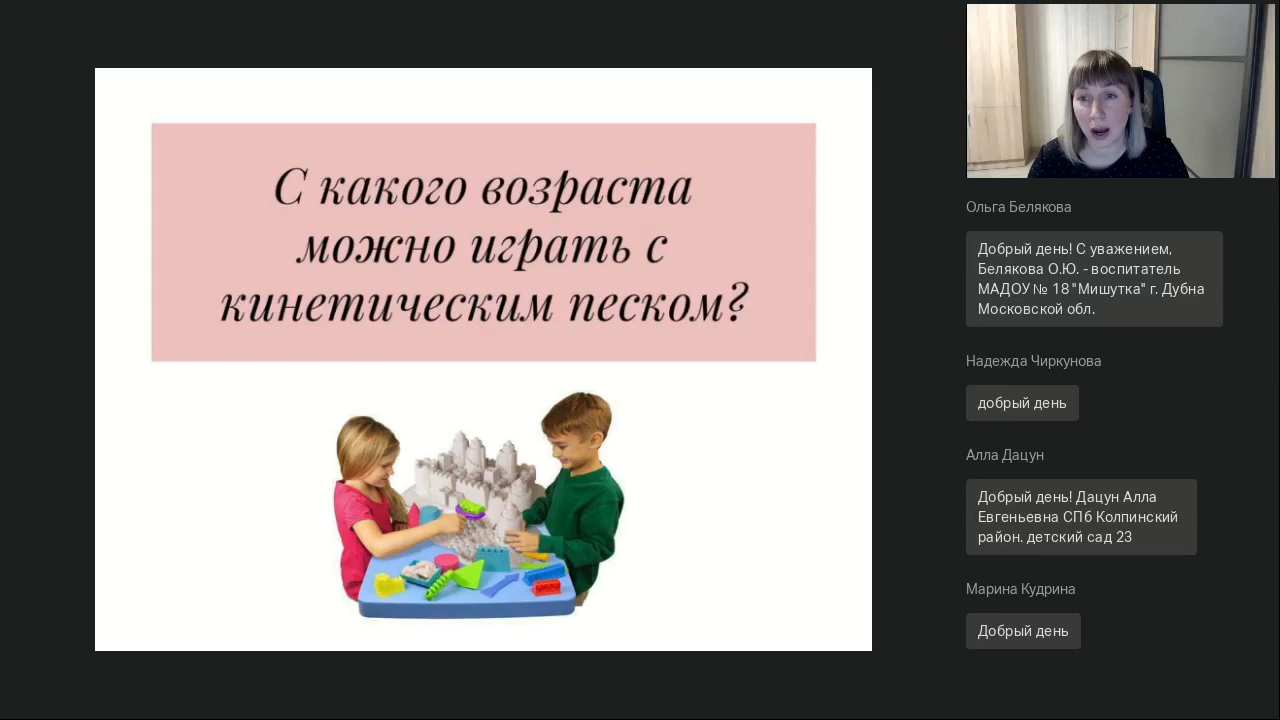 С какого возраста
можно играть с
кинетическим песком?
Ольга Белякова
Добрый день! С уважением,
Белякова О.Ю. - воспитатель
МАДОУ № 18 "Мишутка" г. Дубна
Московской обл.
Надежда Чиркунова
добрый день
Алла Дацун
Добрый день! Дацун Алла
Евгеньевна СПб Колпинский
район. детский сад 23
Марина Кудрина
Добрый день